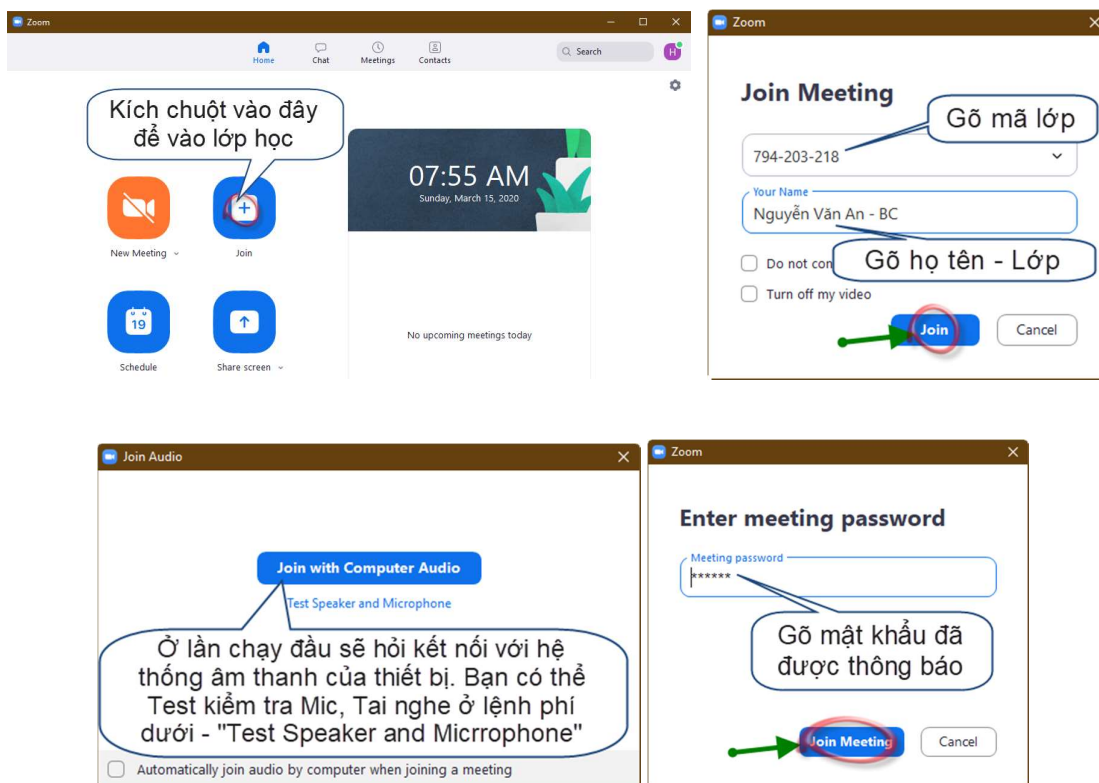 Zoom
Home
Chat
Meetings
Contacts
Search
H
Kích chuột vào đây
để vào lớp học
07:55 AM
Sunday, March 15, 2020
New Meeting
Join
19
Schedule
Share screen
No upcoming meetings today
Zoom
Join Meeting
Gõ mã lớp
794-203-218
Your Name
Nguyễn Văn An - BC
Gõ họ tên - Lớp
Do not con
Turn off my video
Join
Cancel
Join Audio
Join with Computer Audio
Test Speaker and Microphone
Ở lần chạy đầu sẽ hỏi kết nối với hệ
thống âm thanh của thiết bị. Bạn có thể
Test kiểm tra Mic, Tai nghe ở lệnh phí
dưới - "Test Speaker and Micrrophone"
Automatically join audio by computer when joining a meeting
Zoom
Enter meeting password
Meeting password
******
Gõ mật khẩu đã
được thông báo
Join Meeting
Cancel